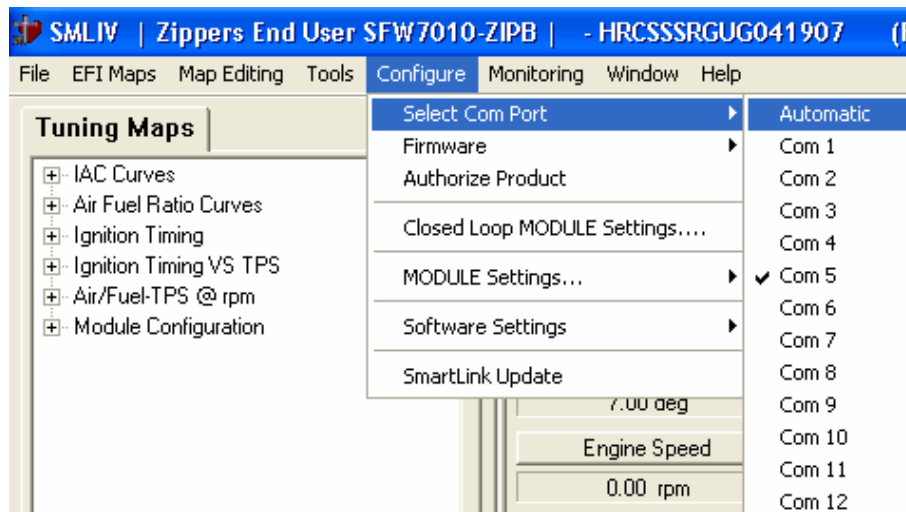 SMLIV | Zippers End User SFW7010-ZIPB | - HRCSSSRGUG041907
File EFI Maps Map Editing Tools Configure Monitoring Window Help
Tuning Maps
IAC Curves
Air Fuel Ratio Curves
Ignition Timing
Ignition Timing VS TPS
Air/Fuel-TPS @ rpm
Module Configuration
Select Com Port
Firmware
Authorize Product
Closed Loop MODULE Settings....
MODULE Settings...
Software Settings
SmartLink Update
Automatic
Com 1
Com 2
Com 3
Com 4
Com 5
Com 6
Com 7
Com 8
Com 9
Com 10
Com 11
Com 12
7.00 deg
Engine Speed
0.00 rpm